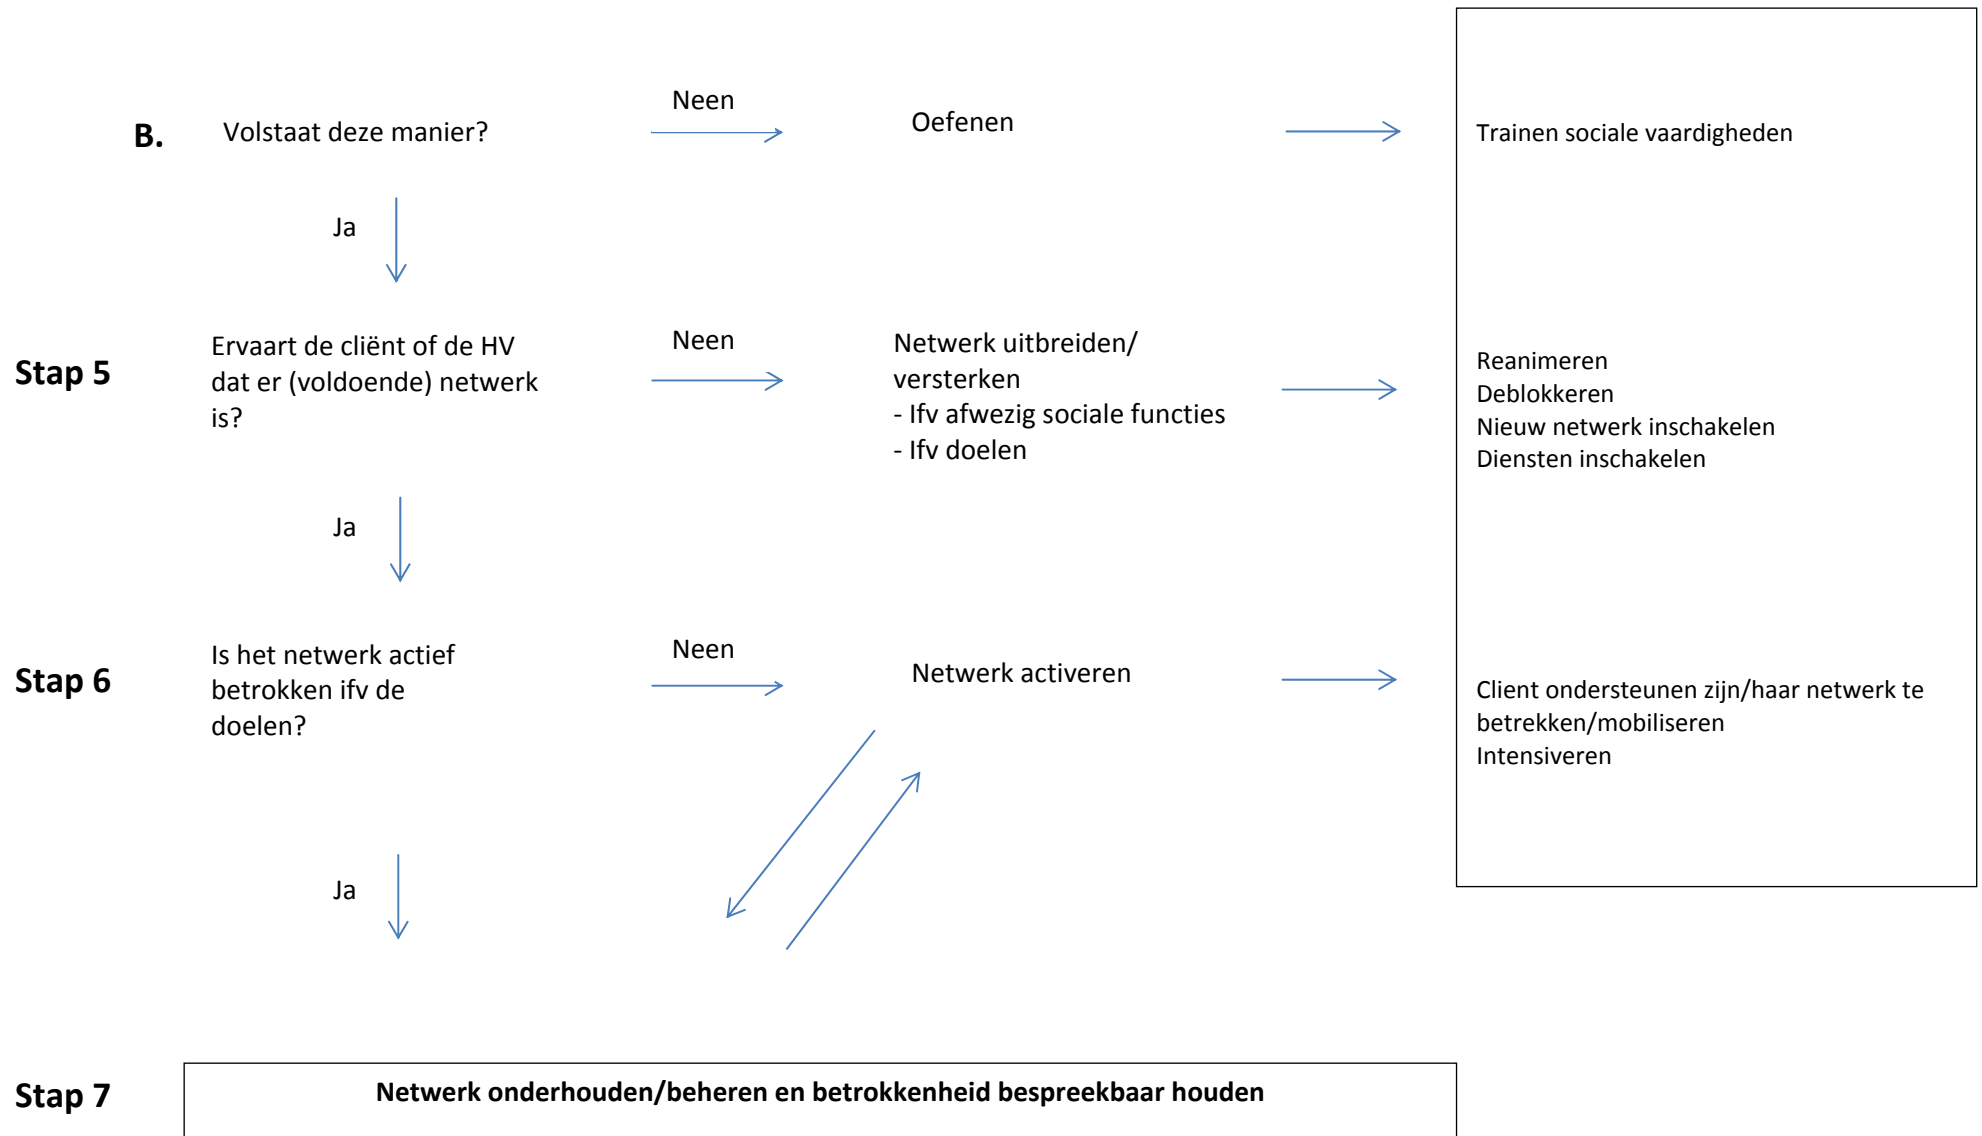 B.
Volstaat deze manier?
Neen
Oefenen
Trainen sociale vaardigheden
Ja
Stap 5
Ervaart de cliënt of de HV
dat er (voldoende) netwerk
is?
Neen
Netwerk uitbreiden/
versterken
- Ifv afwezig sociale functies
- Ifv doelen
Reanimeren
Deblokkeren
Nieuw netwerk inschakelen
Diensten inschakelen
Ja
Stap 6
Is het netwerk actief
betrokken ifv de
doelen?
Neen
Netwerk activeren
Client ondersteunen zijn/haar netwerk te
betrekken/mobiliseren
Intensiveren
Ja
Stap 7
Netwerk onderhouden/beheren en betrokkenheid bespreekbaar houden